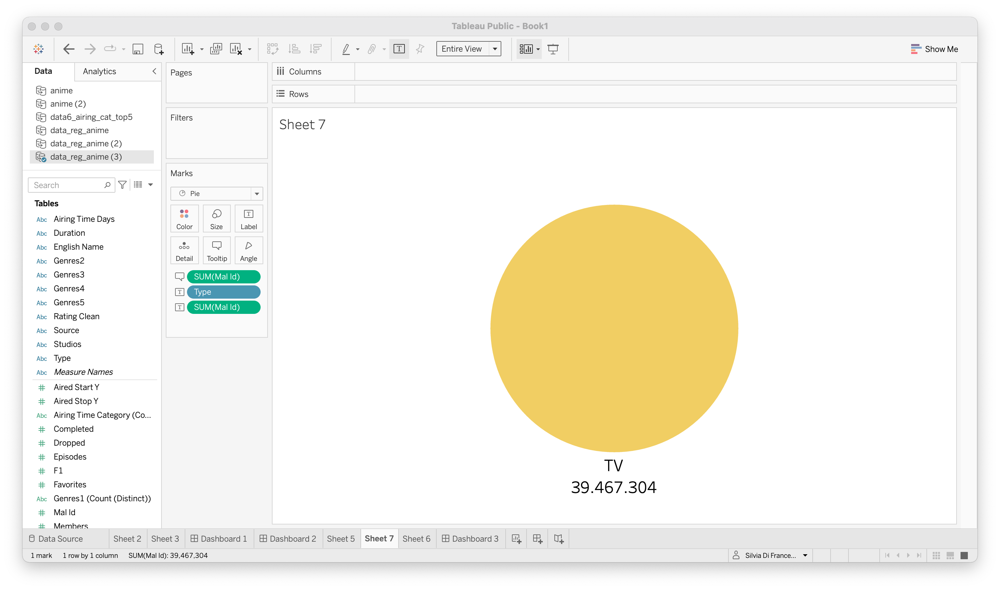 Tableau Public - Book1
Entire View
Show Me
Data
Analytics
anime
anime (2)
data6_airing_cat_top5
data_reg_anime
data_reg_anime (2)
data_reg_anime (3)
Search
Tables
Abc Airing Time Days
Abc Duration
Abc English Name
Abc Genres2
Abc Genres3
Abc Genres4
Abc Genres5
Abc Rating Clean
Abc Source
Abc Studios
Abc Type
Abc Measure Names
# Aired Start Y
# Aired Stop Y
Abc Airing Time Category (Co...
# Completed
# Dropped
# Episodes
# F1
# Favorites
Abc Genres1 (Count (Distinct))
# Mal Id
# Members
Pages
Filters
Marks
Pie
Color Size Label
Detail Tooltip Angle
SUM(Mal Id)
Type
SUM(Mal Id)
Columns
Rows
Sheet 7
TV
39.467.304
Data Source Sheet 2 Sheet 3 Dashboard 1 Dashboard 2 Sheet 5 Sheet 7 Sheet 6 Dashboard 3
1 mark 1 row by 1 column SUM(Mal Id): 39,467,304 Silvia Di France...